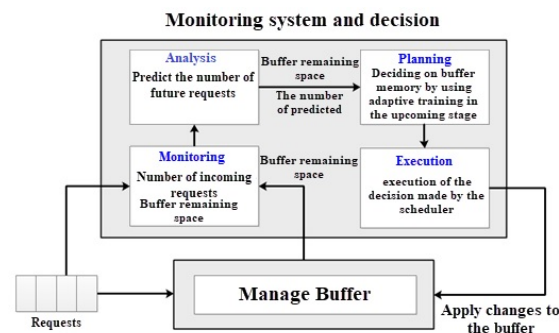 Monitoring system and decision
Analysis
Predict the number of
future requests
Buffer remaining
space
The number
of predicted
Planning
Deciding on buffer
memory by using
adaptive training in
the upcoming stage
Monitoring
Number of incoming
requests
Buffer remaining
space
Buffer remaining
space
Execution
execution of the
decision made by the
scheduler
Manage Buffer
Requests
Apply changes to
the buffer